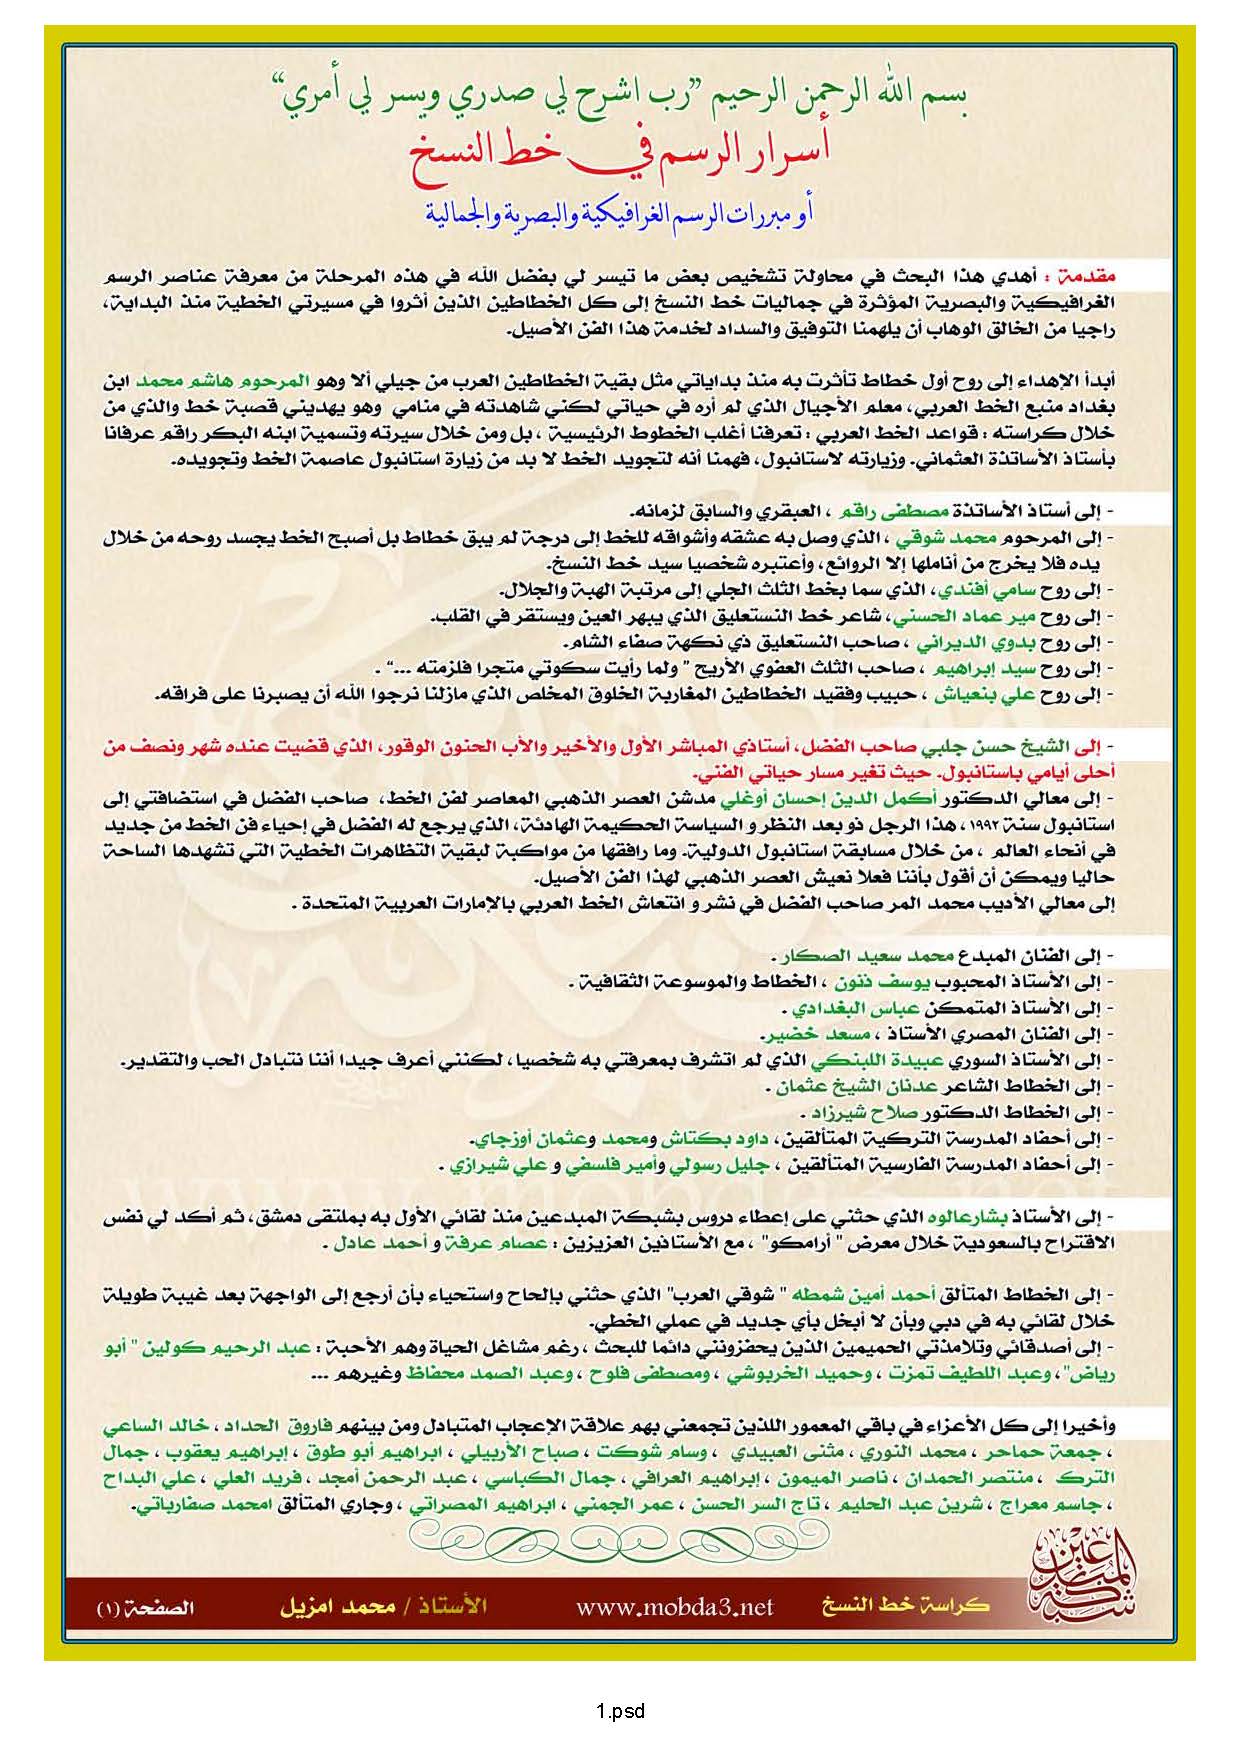 بسم الله الرحمن الرحيم ”رب اشرح لي صدري ويسر لي أمري“
أسرار الرسم في خط النسخ
أو مبررات الرسم الغرافيكية والبصرية والجمالية
مقدمة : أهدي هذا البحث في محاولة تشخيص بعض ما تيسر لي بفضل الله في هذه المرحلة من معرفة عناصر الرسم
الغرافيكية والبصرية المؤثرة في جماليات خط النسخ إلى كل الخطاطين الذين أثروا في مسيرتي الخطية منذ البداية،
راجيا من الخالق الوهاب أن يلهمنا التوفيق والسداد لخدمة هذا الفن الأصيل.
أبدأ الإهداء إلى روح أول خطاط تأثرت به منذ بداياتي مثل بقية الخطاطين العرب من جيلي ألا وهو المرحوم هاشم محمد ابن
بغداد منبع الخط العربي، معلم الأجيال الذي لم أره في حياتي لكني شاهدته في منامي وهو يهديني قصبة خط والذي من
خلال كراسته : قواعد الخط العربي : تعرفنا أغلب الخطوط الرئيسية ، بل ومن خلال سيرته وتسمية ابنه البكر راقم عرفانا
بأستاذ الأساتذة العثماني. وزيارته لاستانبول، فهمنا أنه لتجويد الخط لا بد من زيارة استانبول عاصمة الخط وتجويده.
- إلى أستاذ الأساتذة مصطفى راقم ، العبقري والسابق لزمانه.
- إلى المرحوم محمد شوقي ، الذي وصل به عشقه وأشواقه للخط إلى درجة لم يبق خطاط بل أصبح الخط يجسد روحه من خلال
يده فلا يخرج من أناملها إلا الروائع، وأعتبره شخصيا سيد خط النسخ.
- إلى روح سامي أفندي، الذي سما بخط الثلث الجلي إلى مرتبة الهبة والجلال.
- إلى روح مير عماد الحسني، شاعر خط النستعليق الذي يبهر العين ويستقر في القلب.
- إلى روح بدوي الديراني ، صاحب النستعليق ذي نكهة صفاء الشام.
- إلى روح سيد إبراهيم ، صاحب الثلث العفوي الأريج ” ولما رأيت سكوتي متجرا فلزمته ...“ .
- إلى روح علي بنعياش ، حبيب وفقيد الخطاطين المغاربة الخلوق المخلص الذي مازلنا نرجوا الله أن يصبرنا على فراقه.
- إلى الشيخ حسن جلبي صاحب الفضل، أستاذي المباشر الأول والأخير والأب الحنون الوقور، الذي قضيت عنده شهر ونصف من
أحلى أيامي باستانبول. حيث تغير مسار حياتي الفني.
- إلى معالي الدكتور أكمل الدين إحسان أوغلي مدشن العصر الذهبي المعاصر لفن الخط، صاحب الفضل في استضافتي إلى
استانبول سنة ١٩٩٢ ، هذا الرجل ذو بعد النظر و السياسة الحكيمة الهادئة، الذي يرجع له الفضل في إحياء فن الخط من جديد
في أنحاء العالم ، من خلال مسابقة استانبول الدولية. وما رافقها من مواكبة لبقية التظاهرات الخطية التي تشهدها الساحة
حاليا ويمكن أن أقول بأننا فعلا نعيش العصر الذهبي لهذا الفن الأصيل.
إلى معالي الأديب محمد المر صاحب الفضل في نشر و انتعاش الخط العربي بالإمارات العربية المتحدة .
- إلى الفنان المبدع محمد سعيد الصكار .
- إلى الأستاذ المحبوب يوسف ذنون ، الخطاط والموسوعة الثقافية .
- إلى الأستاذ المتمكن عباس البغدادي .
- إلى الفنان المصري الأستاذ ، مسعد خضير.
- إلى الأستاذ السوري عبيدة اللبنكي الذي لم اتشرف بمعرفتي به شخصيا، لكنني أعرف جيدا أننا نتبادل الحب والتقدير.
- إلى الخطاط الشاعر عدنان الشيخ عثمان .
- إلى الخطاط الدكتور صلاح شيرزاد .
- إلى أحفاد المدرسة التركية المتألقين، داود بكتاش ومحمد وعثمان أوزجاي.
- إلى أحفاد المدرسة الفارسية المتألقين ، جليل رسولي وأمير فلسفي و علي شيرازي .
- إلى الأستاذ بشارعالوه الذي حثني على إعطاء دروس بشبكة المبدعين منذ لقائي الأول به بملتقى دمشق، ثم أكد لي نفس
الاقتراح بالسعودية خلال معرض ” أرامكو“ ، مع الأستاذين العزيزين : عصام عرفة و أحمد عادل .
- إلى الخطاط المتألق أحمد أمين شمطه ” شوقي العرب“ الذي حثني بإلحاح واستحياء بأن أرجع إلى الواجهة بعد غيبة طويلة
خلال لقائي به في دبي وبأن لا أبخل بأي جديد في عملي الخطي.
- إلى أصدقائي وتلامذتي الحميمين الذين يحفزونني دائما للبحث ، رغم مشاغل الحياة وهم الأحبة : عبد الرحيم كولين ” أبو
رياض“، وعبد اللطيف تمزت ، وحميد الخربوشي ، ومصطفى فلوح ، وعبد الصمد محفاظ وغيرهم ...
وأخيرا إلى كل الأعزاء في باقي المعمور اللذين تجمعني بهم علاقة الإعجاب المتبادل ومن بينهم فاروق الحداد ، خالد الساعي
، جمعة حماحر ، محمد النوري ، مثنى العبيدي ، وسام شوكت ، صباح الأربيلي ، ابراهيم أبو طوق ، إبراهيم يعقوب ، جمال
الترك ، منتصر الحمدان ، ناصر الميمون ، إبراهيم العرافي ، جمال الكباسي ، عبد الرحمن أمجد ، فريد العلي ، علي البداح
، جاسم معراج ، شرين عبد الحليم ، تاج السر الحسن ، عمر الجمني ، ابراهيم المصراتي ، وجاري المتألق امحمد صفارباتي.
شبكة المبدعين
كراسة خط النسخ
www.mobda3.net
الأستاذ / محمد امزيل
الصفحة (١)
1.psd